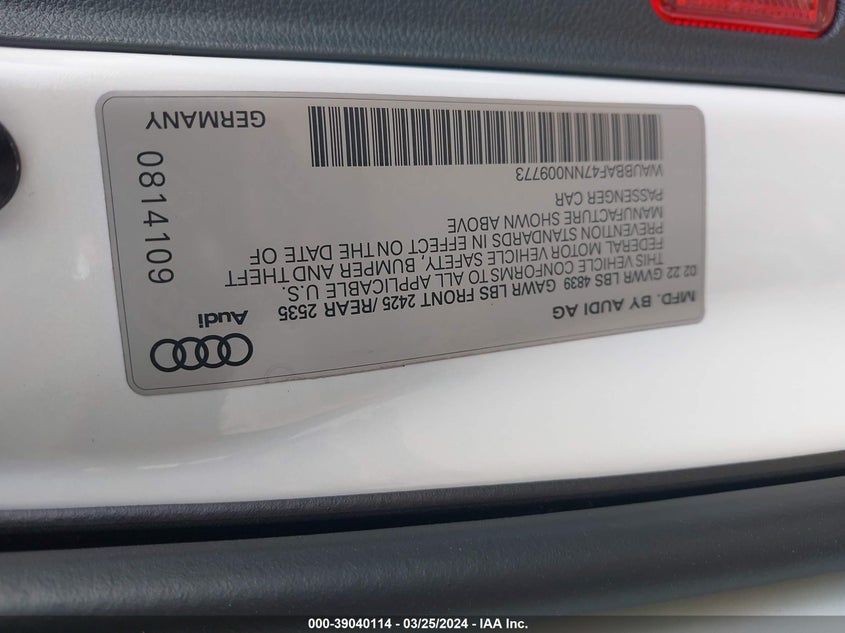 MFD. BY AUDI AG
02 22 GVWR LBS 4839 GAWR LBS FRONT 2425 /REAR 2535
THIS VEHICLE CONFORMS TO ALL APPLICABLE U.S.
FEDERAL MOTOR VEHICLE SAFETY, BUMPER AND THEFT
PREVENTION STANDARDS IN EFFECT ON THE DATE OF
MANUFACTURE SHOWN ABOVE
PASSENGER CAR
WAUBBAF47NN009773
Audi
0814109
GERMANY
000-39040114 - 03/25/2024 - IAA Inc.